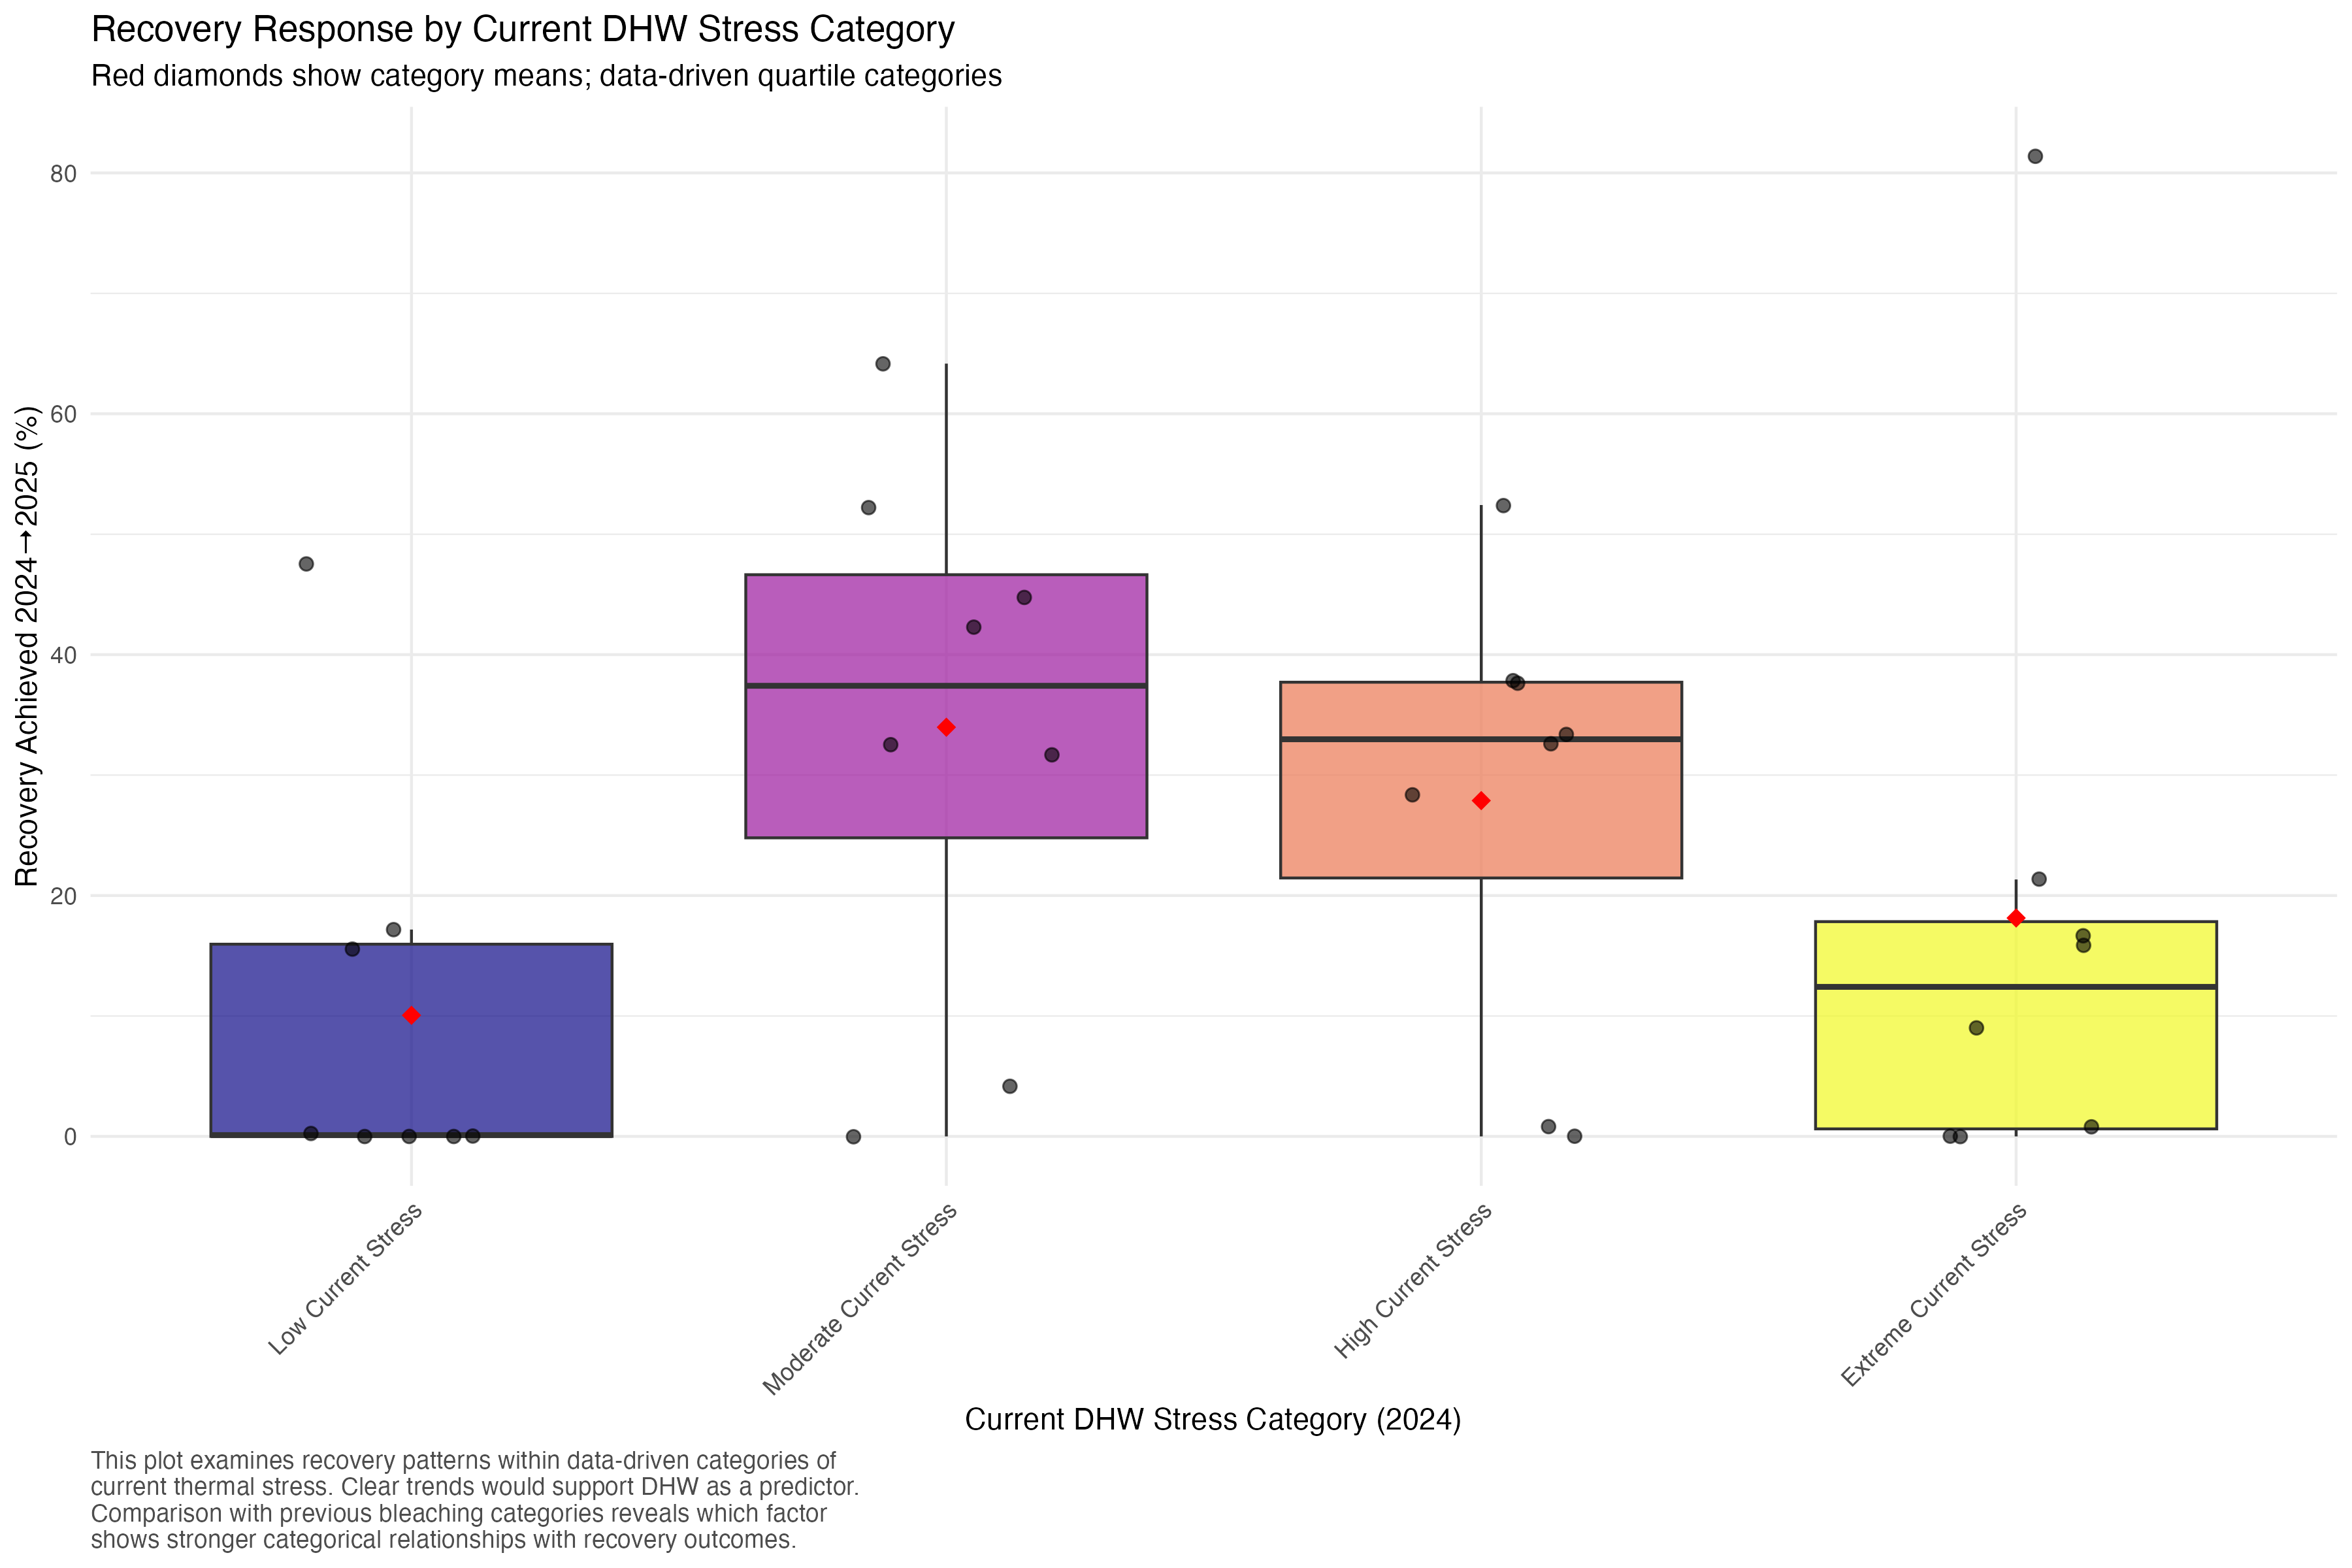 Recovery Response by Current DHW Stress Category
Red diamonds show category means; data-driven quartile categories
Recovery Achieved 2024→2025 (%)
80
60
40
20
0
Low Current Stress
Moderate Current Stress
High Current Stress
Extreme Current Stress
Current DHW Stress Category (2024)
This plot examines recovery patterns within data-driven categories of
current thermal stress. Clear trends would support DHW as a predictor.
Comparison with previous bleaching categories reveals which factor
shows stronger categorical relationships with recovery outcomes.